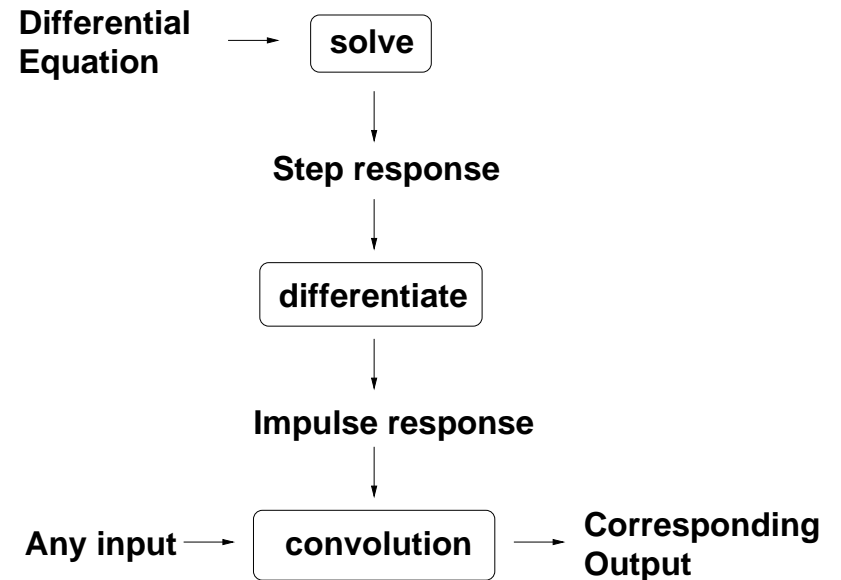 Differential
Equation
solve
Step response
differentiate
Impulse response
Any input
convolution
Corresponding
Output